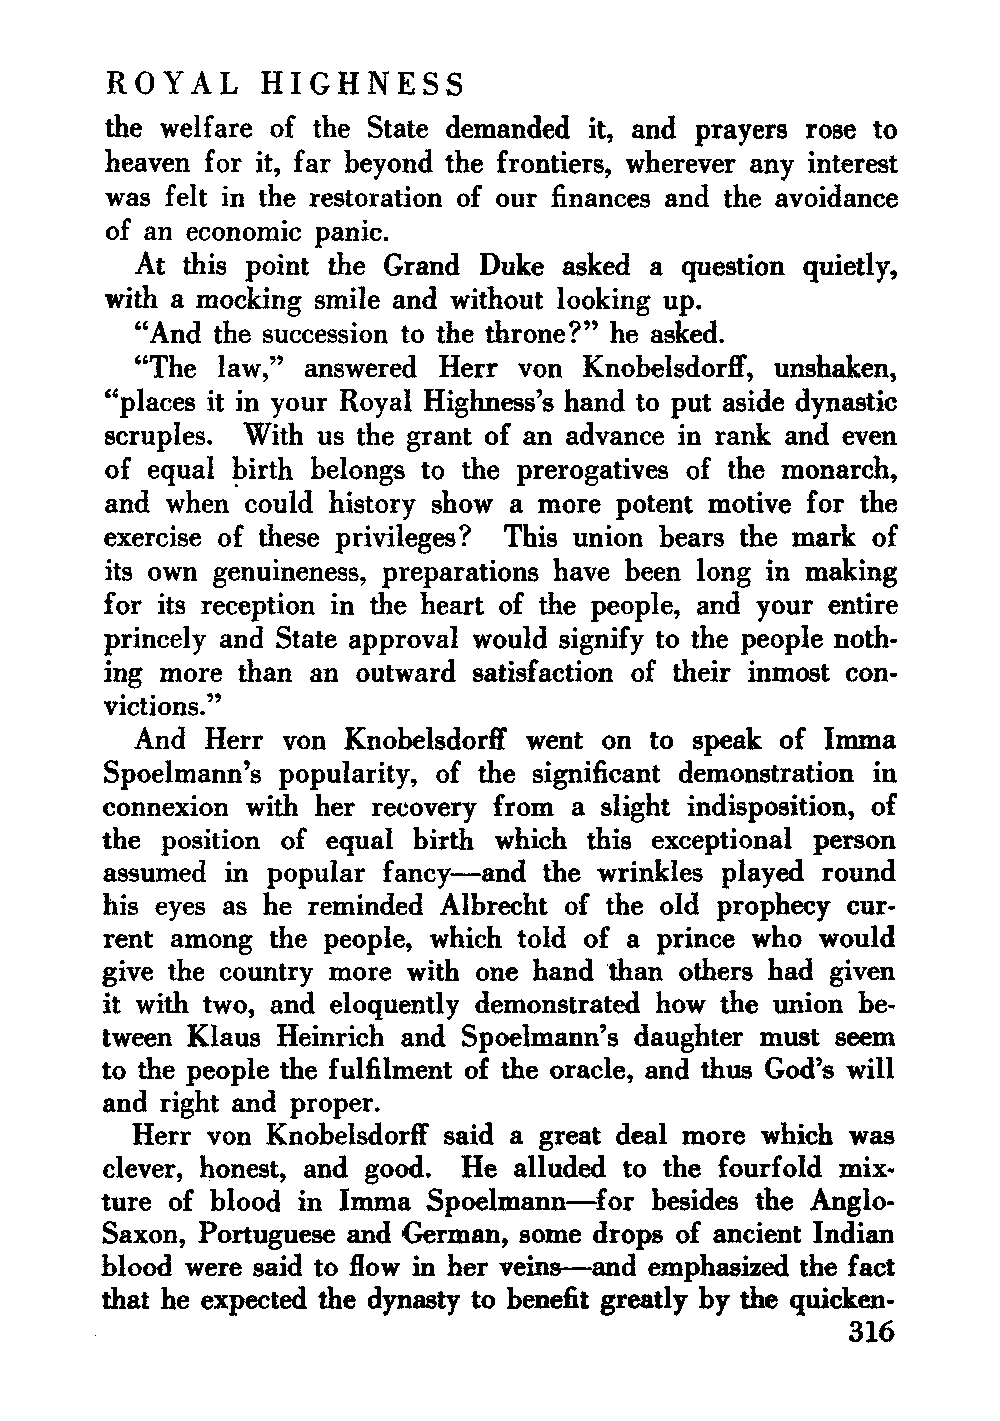 ROYAL HIGHNESS
the welfare of the State demanded it, and prayers rose to
heaven for it, far beyond the frontiers, wherever any interest
was felt in the restoration of our finances and the avoidance
of an economic panic.
At this point the Grand Duke asked a question quietly,
with a mocking smile and without looking up.
“And the succession to the throne?” he asked.
“The law,” answered Herr von Knobelsdorff, unshaken,
“places it in your Royal Highness’s hand to put aside dynastic
scruples. With us the grant of an advance in rank and even
of equal birth belongs to the prerogatives of the monarch,
and when could history show a more potent motive for the
exercise of these privileges? This union bears the mark of
its own genuineness, preparations have been long in making
for its reception in the heart of the people, and your entire
princely and State approval would signify to the people noth-
ing more than an outward satisfaction of their inmost con-
victions.”
And Herr von Knobelsdorff went on to speak of Imma
Spoelmann’s popularity, of the significant demonstration in
connexion with her recovery from a slight indisposition, of
the position of equal birth which this exceptional person
assumed in popular fancy—and the wrinkles played round
his eyes as he reminded Albrecht of the old prophecy cur-
rent among the people, which told of a prince who would
give the country more with one hand than others had given
it with two, and eloquently demonstrated how the union be-
tween Klaus Heinrich and Spoelmann’s daughter must seem
to the people the fulfilment of the oracle, and thus God’s will
and right and proper.
Herr von Knobelsdorff said a great deal more which was
clever, honest, and good. He alluded to the fourfold mix-
ture of blood in Imma Spoelmann—for besides the Anglo-
Saxon, Portuguese and German, some drops of ancient Indian
blood were said to flow in her veins—and emphasized the fact
that he expected the dynasty to benefit greatly by the quicken-
316